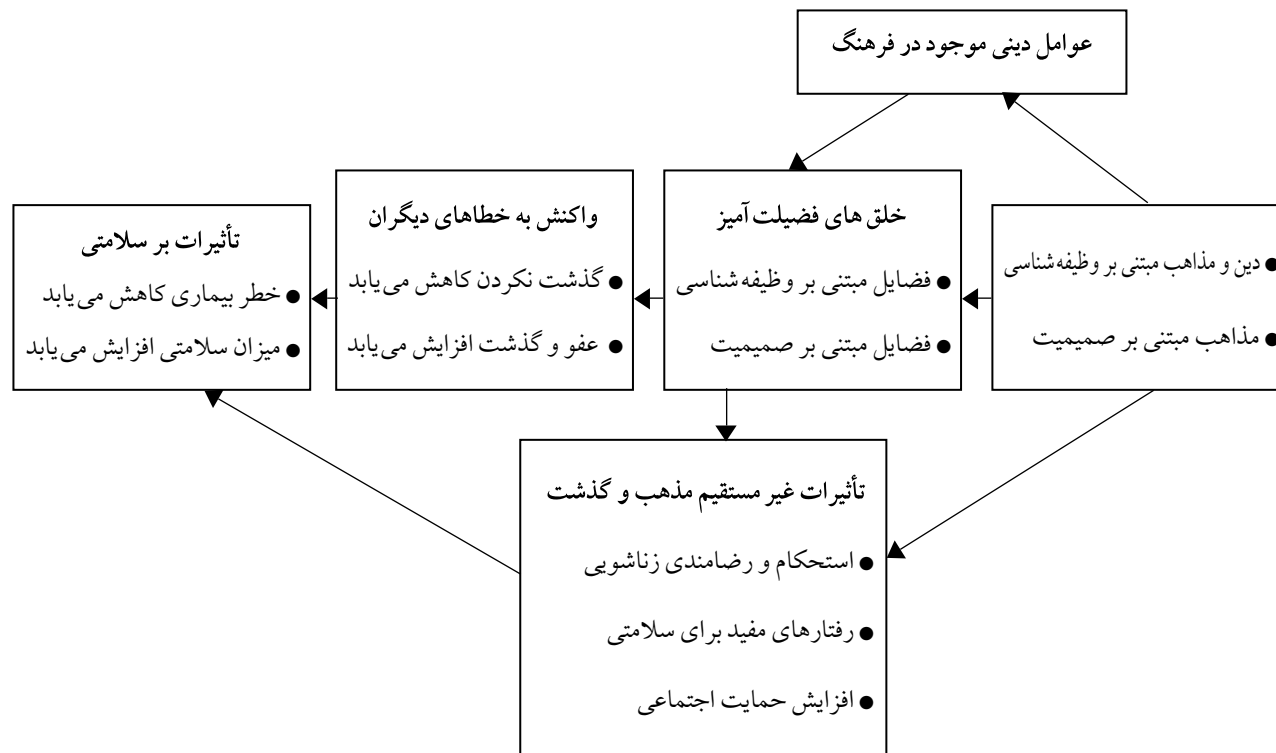 عوامل دینی موجود در فرهنگ
● دین و مذاهب مبتنی بر وظیفه‌شناسی
● مذاهب مبتنی بر صمیمیت
خلق های فضیلت آمیز
● فضایل مبتنی بر وظیفه‌شناسی
● فضایل مبتنی بر صمیمیت
واکنش به خطاهای دیگران
● گذشت نکردن کاهش می‌یابد
● عفو و گذشت افزایش می‌یابد
تأثیرات بر سلامتی
● خطر بیماری کاهش می‌یابد
● میزان سلامتی افزایش می‌یابد
تأثیرات غیر مستقیم مذهب و گذشت
● استحکام و رضامندی زناشویی
● رفتارهای مفید برای سلامتی
● افزایش حمایت اجتماعی